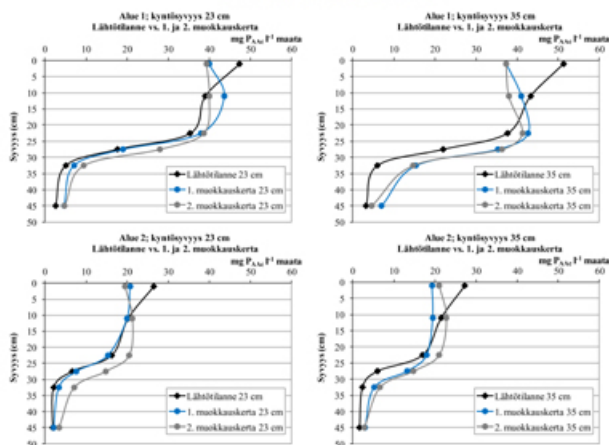 Alue 1; kyntösyvyys 23 cm
Lähtötilanne vs. 1. ja 2. muokkauskerta
mg P_AAc l⁻¹ maata
0 10 20 30 40 50 60
0
5
10
15
20
25
30
35
40
45
50
Syvyys (cm)
Lähtötilanne 23 cm
1. muokkauskerta 23 cm
2. muokkauskerta 23 cm
Alue 1; kyntösyvyys 35 cm
Lähtötilanne vs. 1. ja 2. muokkauskerta
mg P_AAc l⁻¹ maata
0 10 20 30 40 50 60
0
5
10
15
20
25
30
35
40
45
50
Syvyys (cm)
Lähtötilanne 35 cm
1. muokkauskerta 35 cm
2. muokkauskerta 35 cm
Alue 2; kyntösyvyys 23 cm
Lähtötilanne vs. 1. ja 2. muokkauskerta
mg P_AAc l⁻¹ maata
0 10 20 30 40 50 60
0
5
10
15
20
25
30
35
40
45
50
Syvyys (cm)
Lähtötilanne 23 cm
1. muokkauskerta 23 cm
2. muokkauskerta 23 cm
Alue 2; kyntösyvyys 35 cm
Lähtötilanne vs. 1. ja 2. muokkauskerta
mg P_AAc l⁻¹ maata
0 10 20 30 40 50 60
0
5
10
15
20
25
30
35
40
45
50
Syvyys (cm)
Lähtötilanne 35 cm
1. muokkauskerta 35 cm
2. muokkauskerta 35 cm